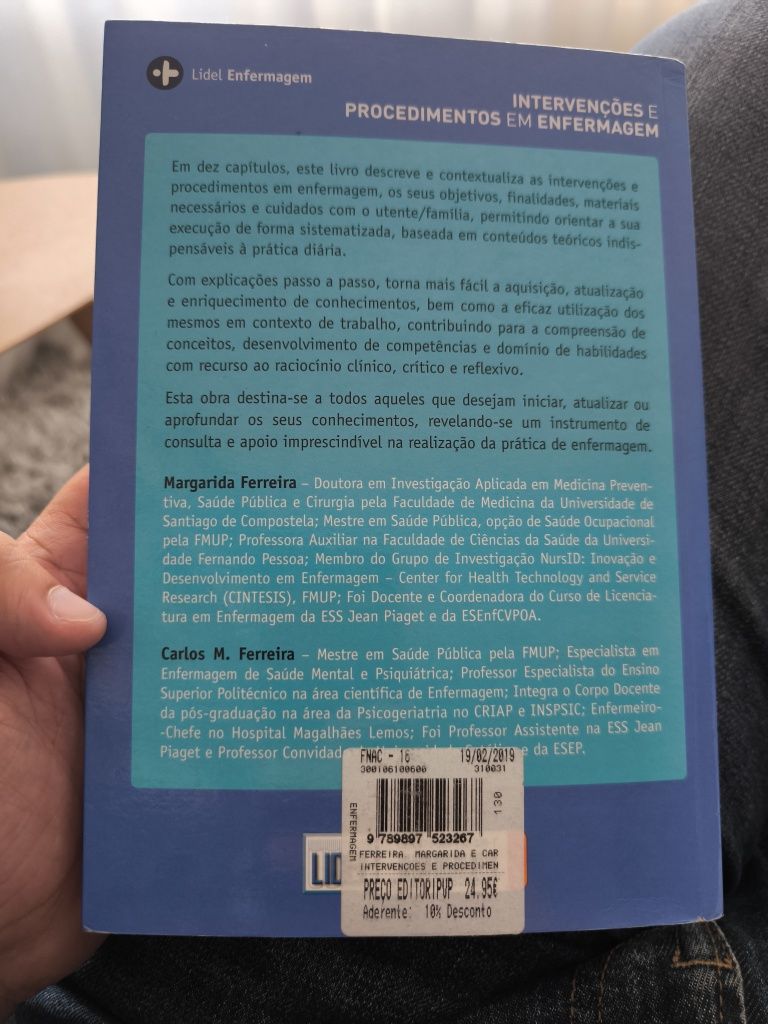 Lidel Enfermagem
INTERVENÇÕES E
PROCEDIMENTOS EM ENFERMAGEM
Em dez capítulos, este livro descreve e contextualiza as intervenções e
procedimentos em enfermagem, os seus objetivos, finalidades, materiais
necessários e cuidados com o utente/família, permitindo orientar a sua
execução de forma sistematizada, baseada em conteúdos teóricos indis-
pensáveis à prática diária.
Com explicações passo a passo, torna mais fácil a aquisição, atualização
e enriquecimento de conhecimentos, bem como a eficaz utilização dos
mesmos em contexto de trabalho, contribuindo para a compreensão de
conceitos, desenvolvimento de competências e domínio de habilidades
com recurso ao raciocínio clínico, crítico e reflexivo.
Esta obra destina-se a todos aqueles que desejam iniciar, atualizar ou
aprofundar os seus conhecimentos, revelando-se um instrumento de
consulta e apoio imprescindível na realização da prática de enfermagem.
Margarida Ferreira – Doutora em Investigação Aplicada em Medicina Preven-
tiva, Saúde Pública e Cirurgia pela Faculdade de Medicina da Universidade de
Santiago de Compostela; Mestre em Saúde Pública, opção de Saúde Ocupacional
pela FMUP; Professora Auxiliar na Faculdade de Ciências da Saúde da Universi-
dade Fernando Pessoa; Membro do Grupo de Investigação NursID: Inovação e
Desenvolvimento em Enfermagem – Center for Health Technology and Service
Research (CINTESIS), FMUP; Foi Docente e Coordenadora do Curso de Licencia-
tura em Enfermagem da ESS Jean Piaget e da ESEnfCVPOA.
Carlos M. Ferreira – Mestre em Saúde Pública pela FMUP; Especialista em
Enfermagem de Saúde Mental e Psiquiátrica; Professor Especialista do Ensino
Superior Politécnico na área científica de Enfermagem; Integra o Corpo Docente
da pós-graduação na área da Psicogeriatria no CRIAP e INSPSIC; Enfermeiro-
-Chefe no Hospital Magalhães Lemos; Foi Professor Assistente na ESS Jean
Piaget e Professor Convidad e da ESEP.
FNAC - 16 19/02/2019
300106100600 310031
130
ENFERMAGEM
9 789897 523267
FERREIRA, MARGARIDA E CAR
INTERVENCOES E PROCEDIMEN
PREÇO EDITOR|PVP 24.95€
Aderente: 10% Desconto
LID